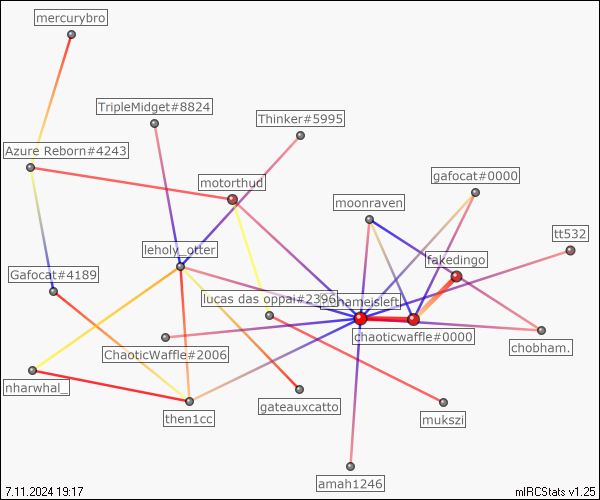 mercurybro
TripleMidget#8824
Thinker#5995
Azure Reborn#4243
motorthud
gafocat#0000
moonraven
tt532
leholy_otter
fakedingo
Gafocat#4189
lucas das oppai#2396
nameisleft
chaoticwaffle#0000
chobham.
ChaoticWaffle#2006
nharwhal_
then1cc
gateauxcatto
mukszi
amah1246
7.11.2024 19:17
mIRCStats v1.25